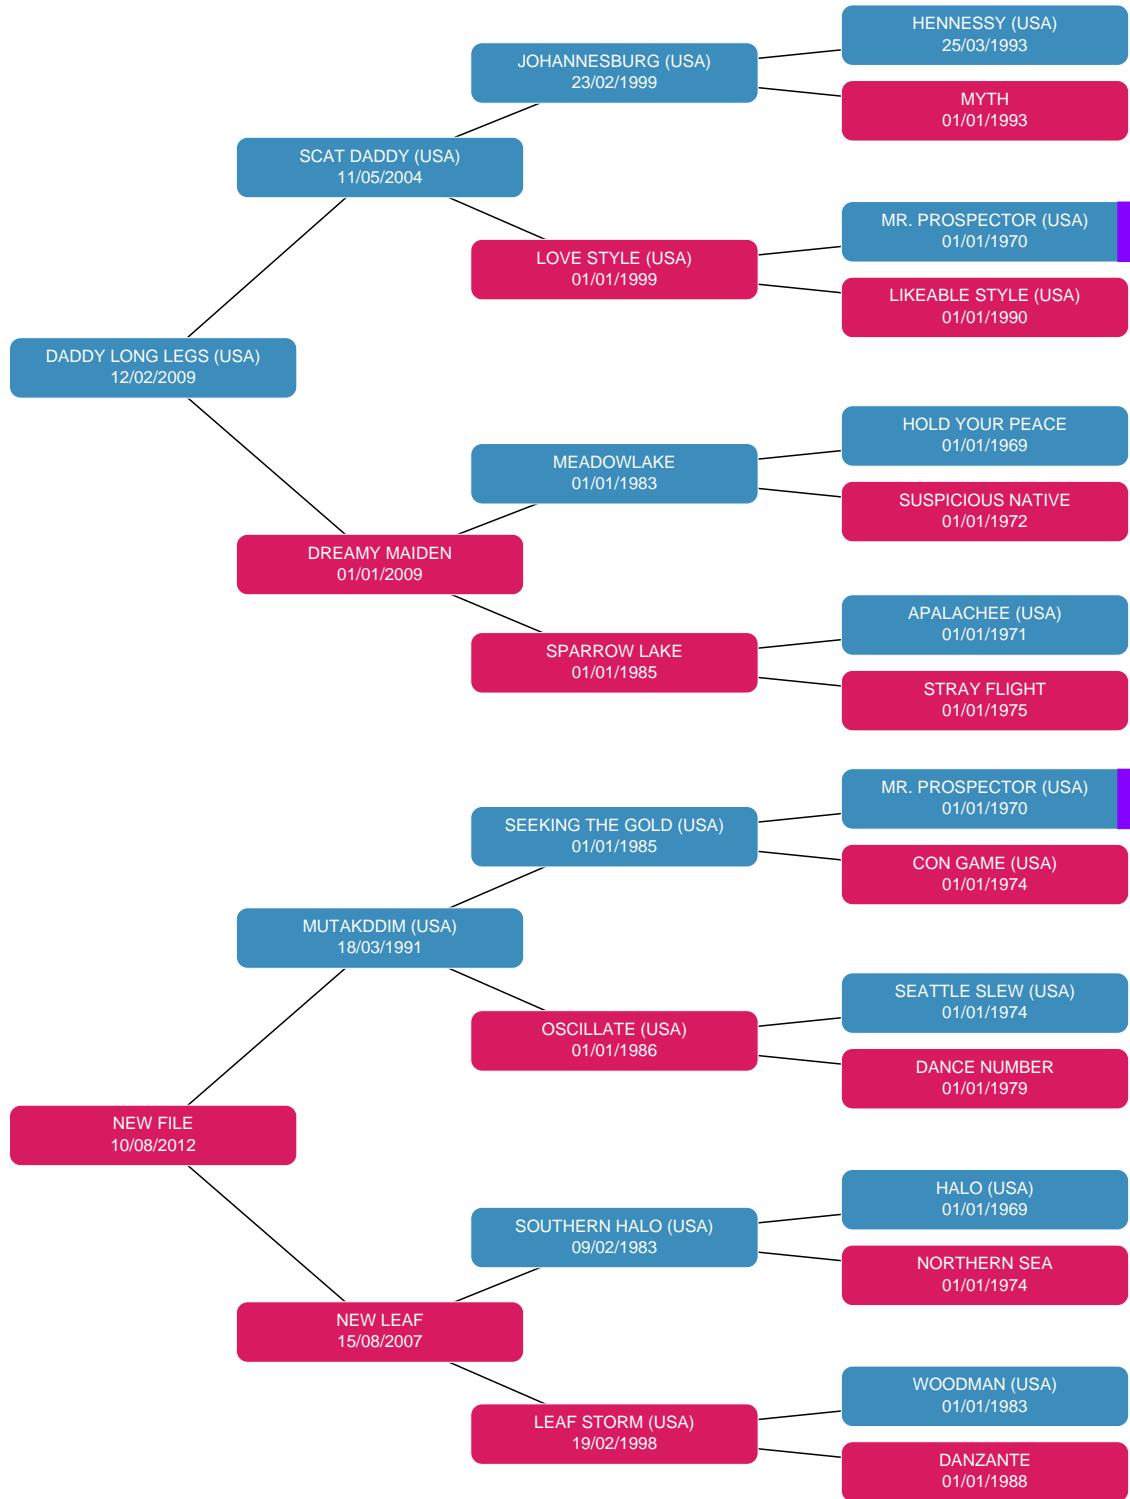 HENNESSY (USA)
25/03/1993
JOHANNESBURG (USA)
23/02/1999
MYTH
01/01/1993
SCAT DADDY (USA)
11/05/2004
MR. PROSPECTOR (USA)
01/01/1970
LOVE STYLE (USA)
01/01/1999
LIKEABLE STYLE (USA)
01/01/1990
DADDY LONG LEGS (USA)
12/02/2009
HOLD YOUR PEACE
01/01/1969
MEADOWLAKE
01/01/1983
SUSPICIOUS NATIVE
01/01/1972
DREAMY MAIDEN
01/01/2009
APALACHEE (USA)
01/01/1971
SPARROW LAKE
01/01/1985
STRAY FLIGHT
01/01/1975
MR. PROSPECTOR (USA)
01/01/1970
SEEKING THE GOLD (USA)
01/01/1985
CON GAME (USA)
01/01/1974
MUTAKDDIM (USA)
18/03/1991
SEATTLE SLEW (USA)
01/01/1974
OSCILLATE (USA)
01/01/1986
DANCE NUMBER
01/01/1979
NEW FILE
10/08/2012
HALO (USA)
01/01/1969
SOUTHERN HALO (USA)
09/02/1983
NORTHERN SEA
01/01/1974
NEW LEAF
15/08/2007
WOODMAN (USA)
01/01/1983
LEAF STORM (USA)
19/02/1998
DANZANTE
01/01/1988